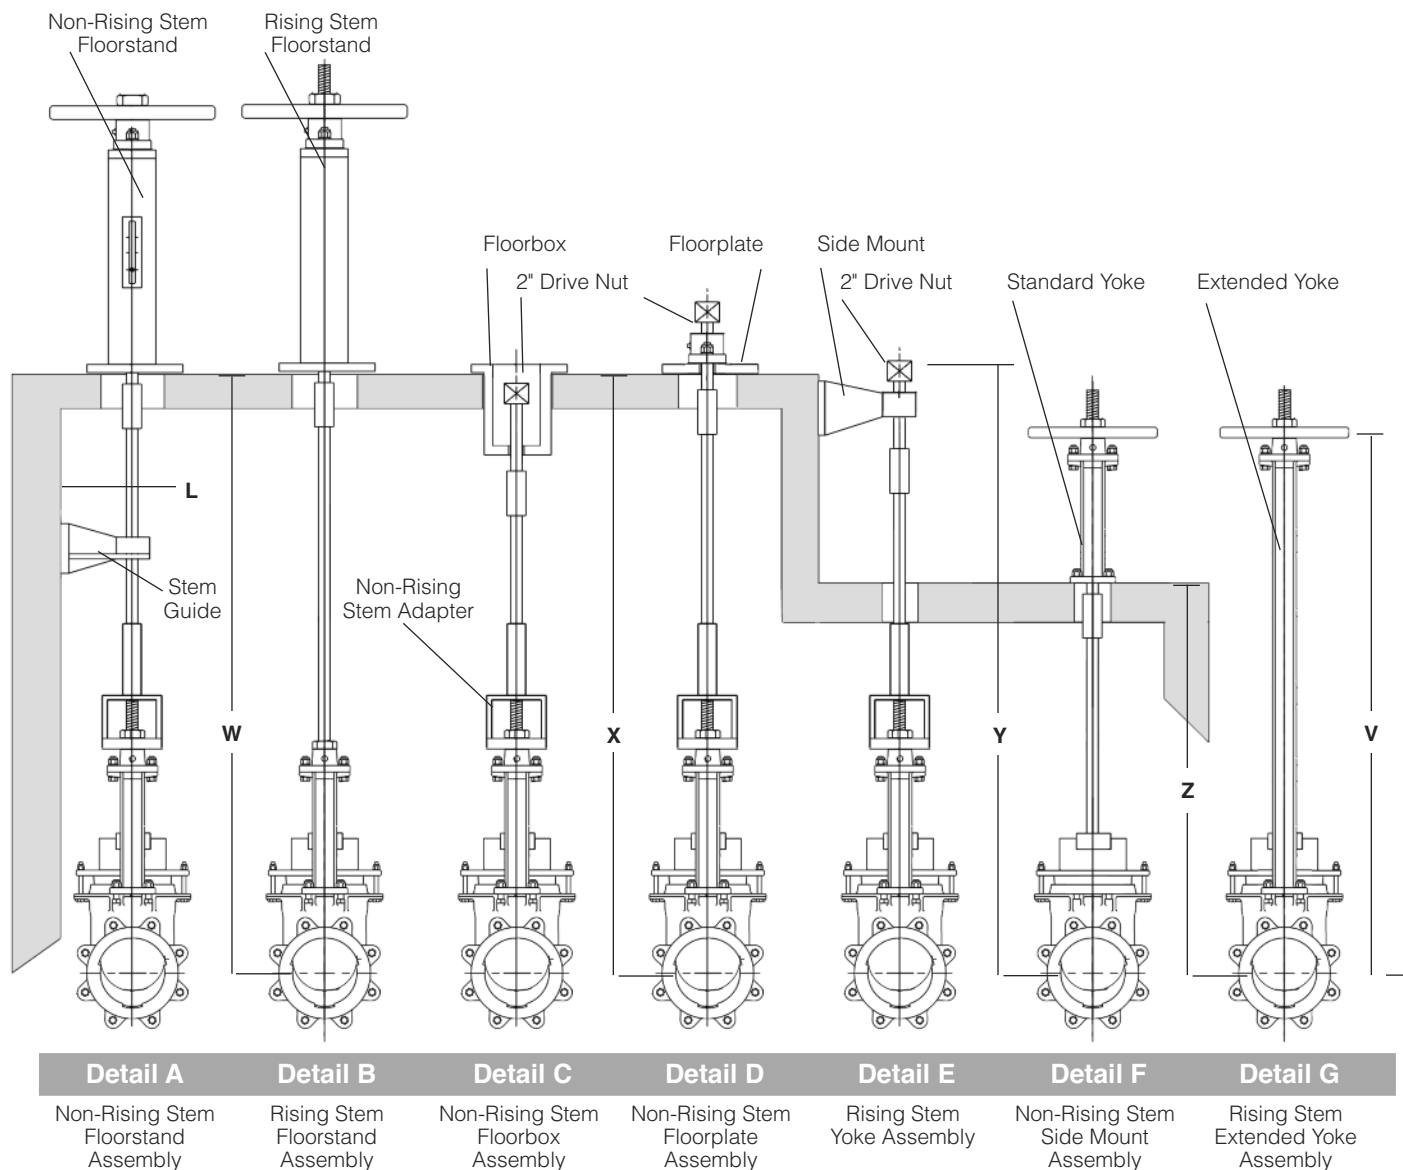 Non-Rising Stem
Floorstand
Rising Stem
Floorstand
Floorbox
Floorplate
Side Mount
2" Drive Nut
2" Drive Nut
Standard Yoke
Extended Yoke
L
Stem
Guide
Non-Rising
Stem Adapter
W
X
Y
V
Z
Detail A
Detail B
Detail C
Detail D
Detail E
Detail F
Detail G
Non-Rising Stem
Floorstand
Assembly
Rising Stem
Floorstand
Assembly
Non-Rising Stem
Floorbox
Assembly
Non-Rising Stem
Floorplate
Assembly
Rising Stem
Yoke Assembly
Non-Rising Stem
Side Mount
Assembly
Rising Stem
Extended Yoke
Assembly